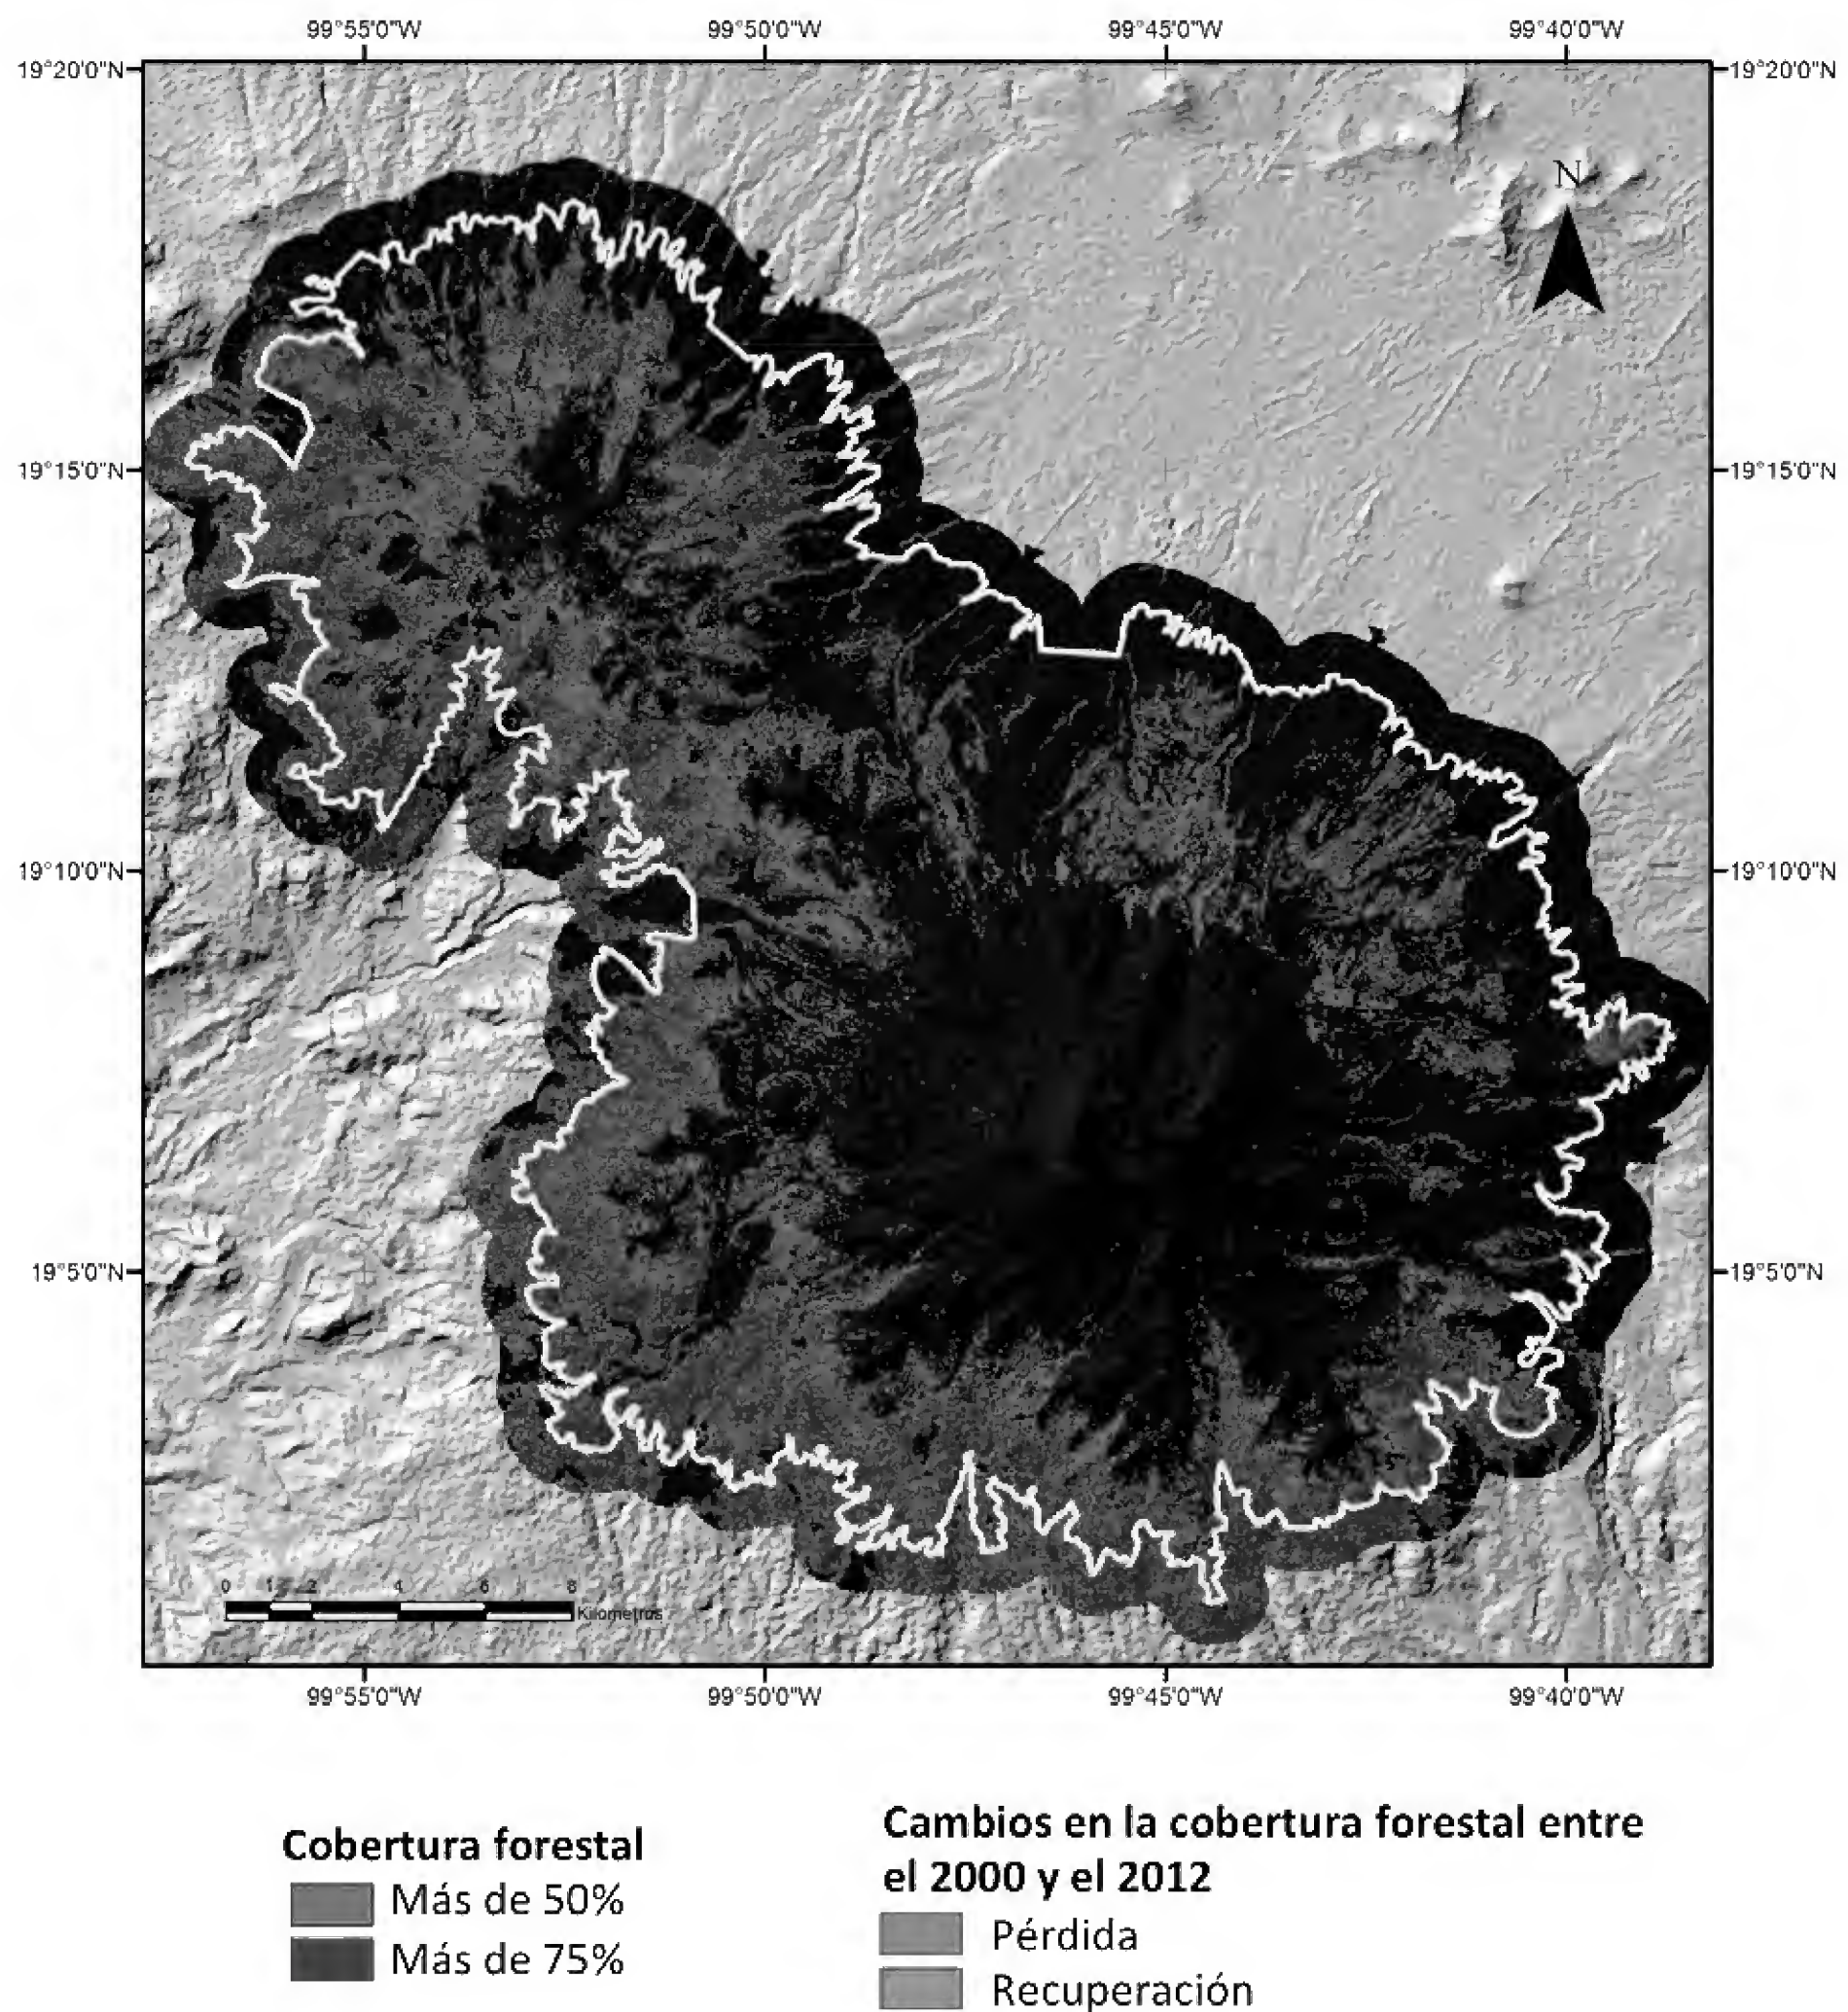 99°55'0"W 99°50'0"W 99°45'0"W 99°40'0"W
19°20'0"N 19°20'0"N
N
19°15'0"N 19°15'0"N
19°10'0"N 19°10'0"N
19°5'0"N 19°5'0"N
0 1 2 4 6 8
Kilometros
99°55'0"W 99°50'0"W 99°45'0"W 99°40'0"W
Cobertura forestal
Más de 50%
Más de 75%
Cambios en la cobertura forestal entre
el 2000 y el 2012
Pérdida
Recuperación